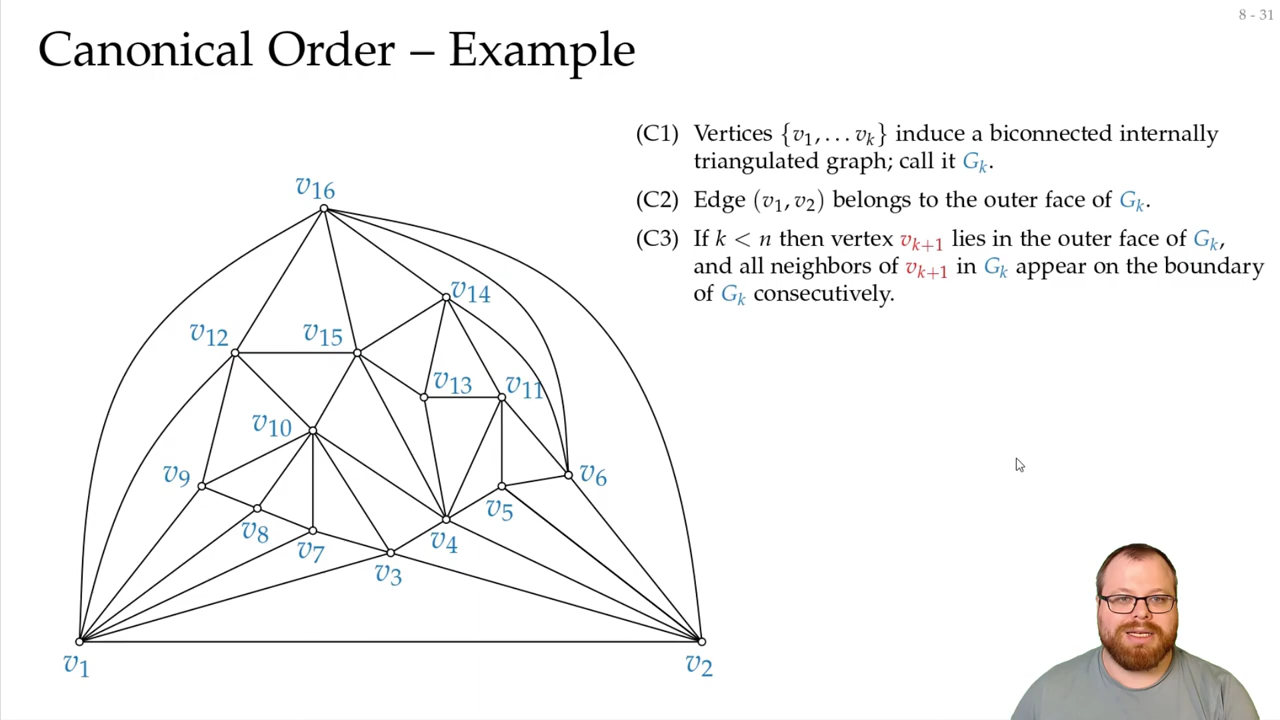 8 - 31
Canonical Order – Example
(C1) Vertices {v1, . . . vk} induce a biconnected internally
triangulated graph; call it Gk.
(C2) Edge (v1, v2) belongs to the outer face of Gk.
(C3) If k < n then vertex vk+1 lies in the outer face of Gk,
and all neighbors of vk+1 in Gk appear on the boundary
of Gk consecutively.
v16
v14
v12 v15
v13 v11
v10
v9 v6
v8 v7 v5
v4
v3
v1 v2